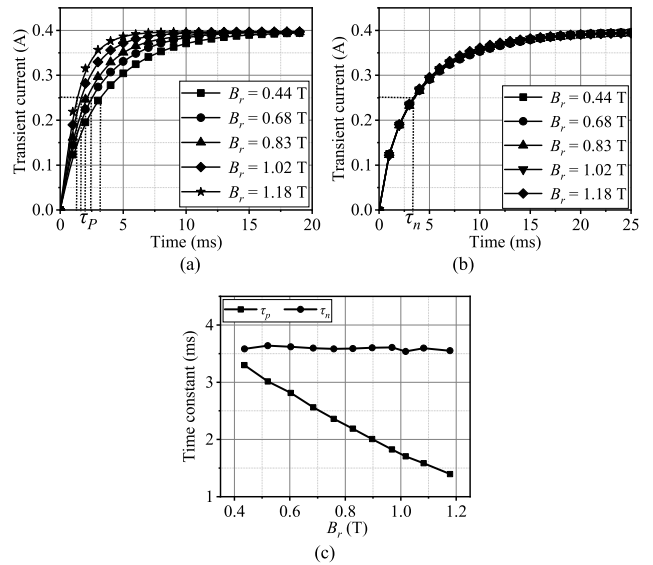 Transient current (A)
0.4
0.3
0.2
0.1
0.0
B_r = 0.44 T
B_r = 0.68 T
B_r = 0.83 T
B_r = 1.02 T
B_r = 1.18 T
τ_P
0 5 10 15 20
Time (ms)
(a)
Transient current (A)
0.4
0.3
0.2
0.1
0.0
B_r = 0.44 T
B_r = 0.68 T
B_r = 0.83 T
B_r = 1.02 T
B_r = 1.18 T
τ_n
0 5 10 15 20 25
Time (ms)
(b)
τ_p τ_n
Time constant (ms)
4
3
2
1
0.4 0.6 0.8 1.0 1.2
B_r (T)
(c)